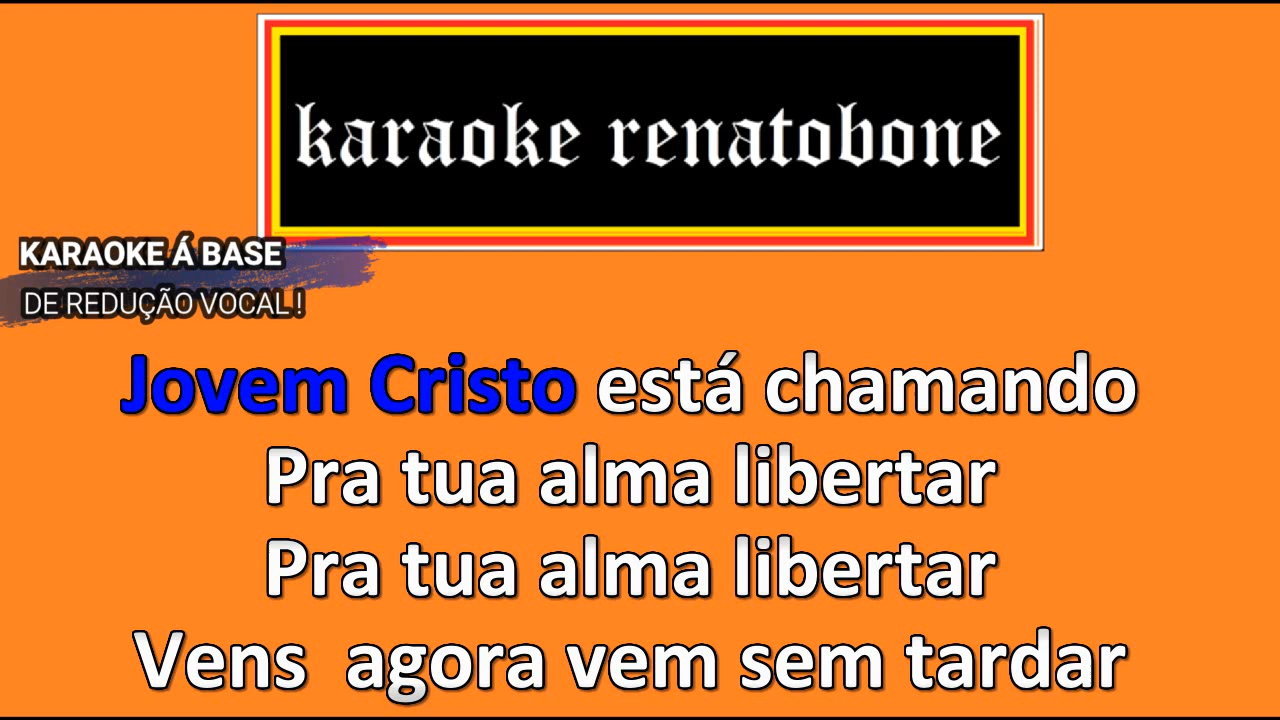 karaoke renatobone
KARAOKE Á BASE
DE REDUÇÃO VOCAL !
Jovem Cristo está chamando
Pra tua alma libertar
Pra tua alma libertar
Vens agora vem sem tardar